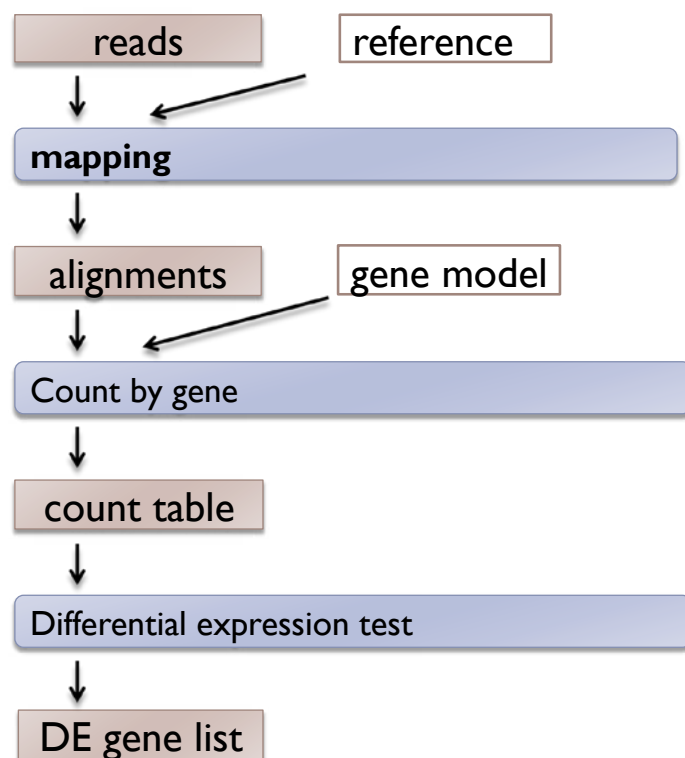 reads
reference
mapping
alignments
gene model
Count by gene
count table
Differential expression test
DE gene list